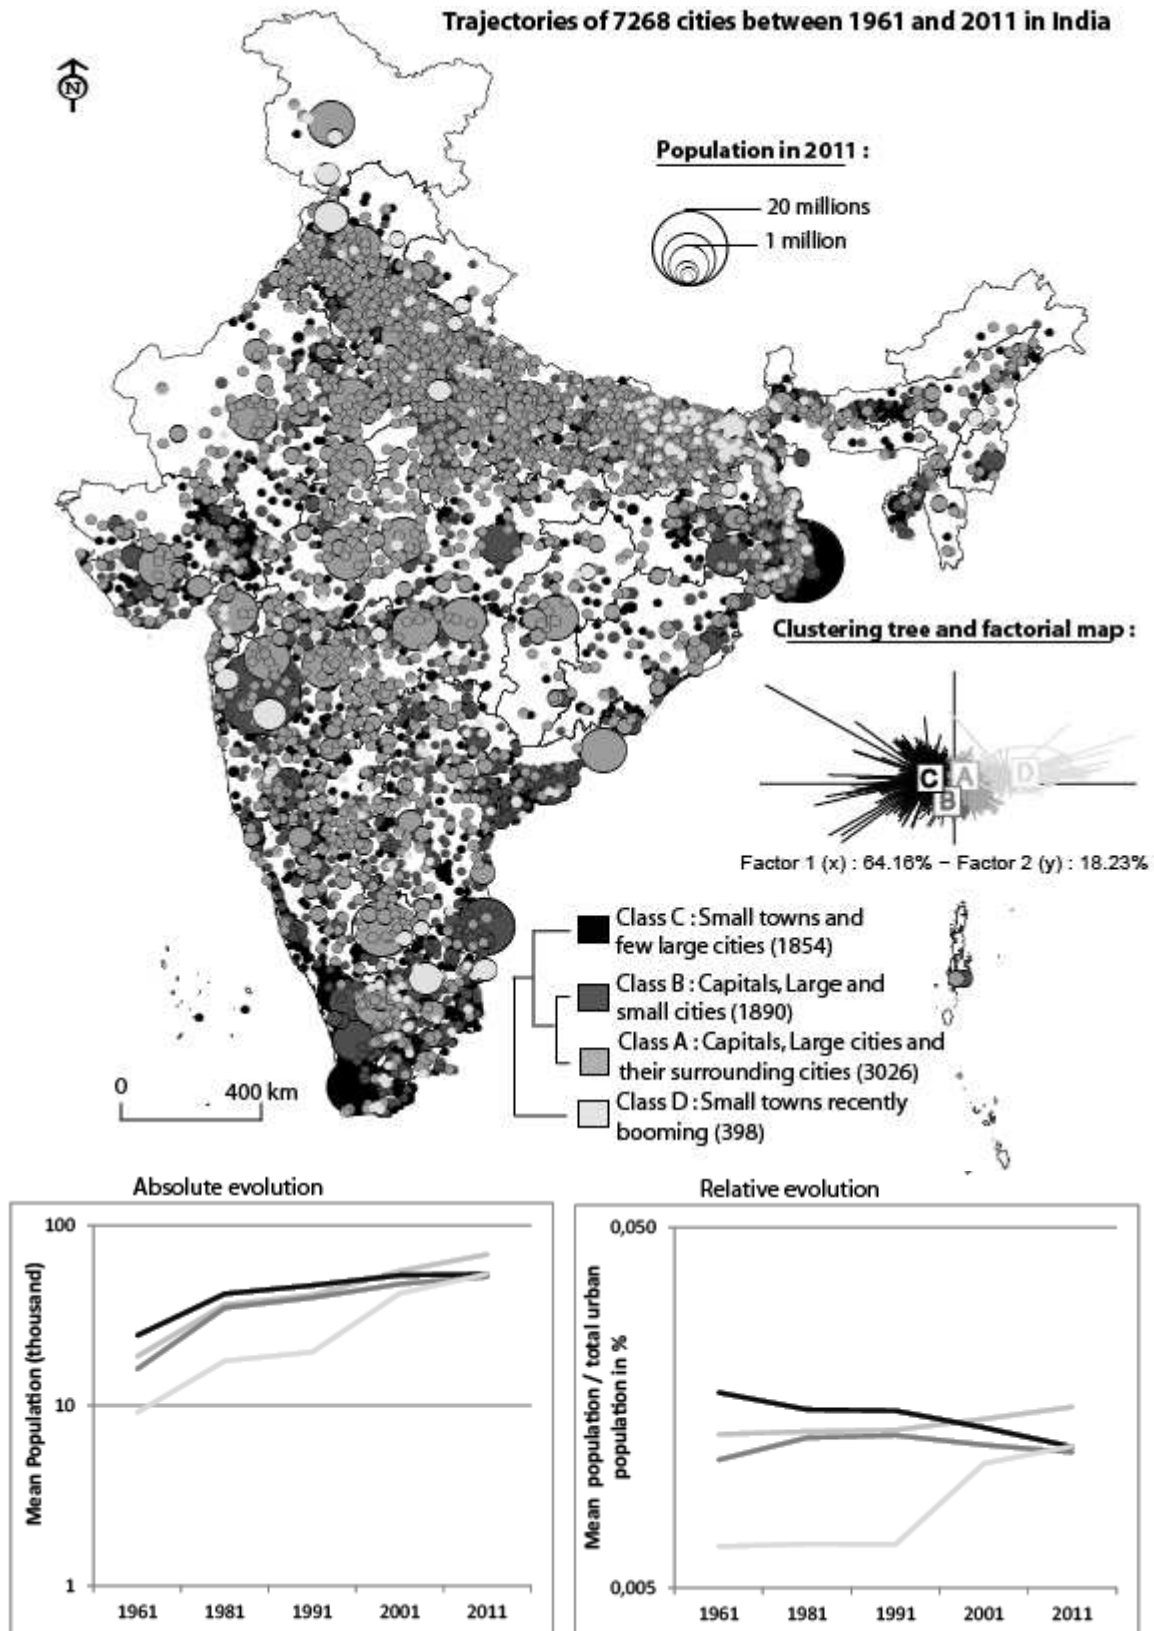 Trajectories of 7268 cities between 1961 and 2011 in India
N
Population in 2011 :
20 millions
1 million
Clustering tree and factorial map :
C
A
D
B
Factor 1 (x) : 64.16% − Factor 2 (y) : 18.23%
Class C : Small towns and
few large cities (1854)
Class B : Capitals, Large and
small cities (1890)
Class A : Capitals, Large cities and
their surrounding cities (3026)
Class D : Small towns recently
booming (398)
0
400 km
Absolute evolution
Mean Population (thousand)
100
10
1
1961 1981 1991 2001 2011
Relative evolution
Mean population / total urban
population in %
0,050
0,005
1961 1981 1991 2001 2011